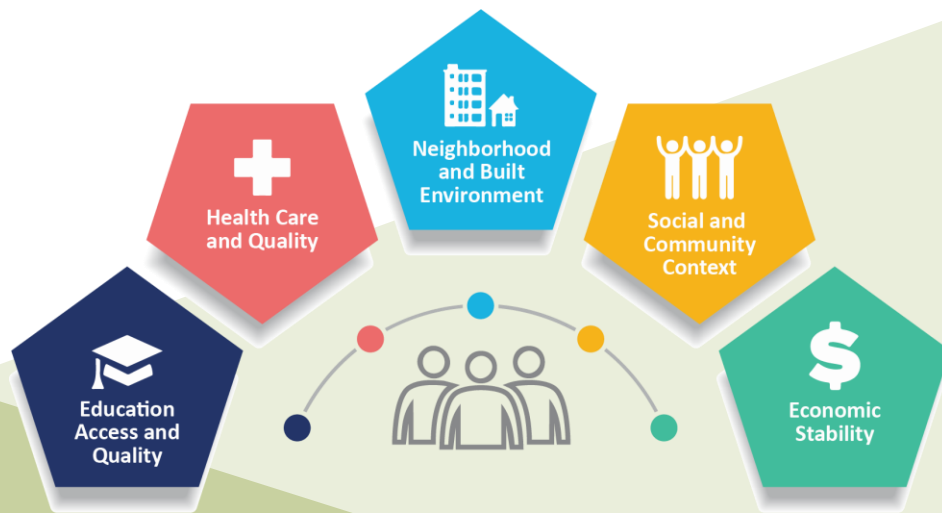 Education
Access and
Quality
Health Care
and Quality
Neighborhood
and Built
Environment
Social and
Community
Context
$
Economic
Stability